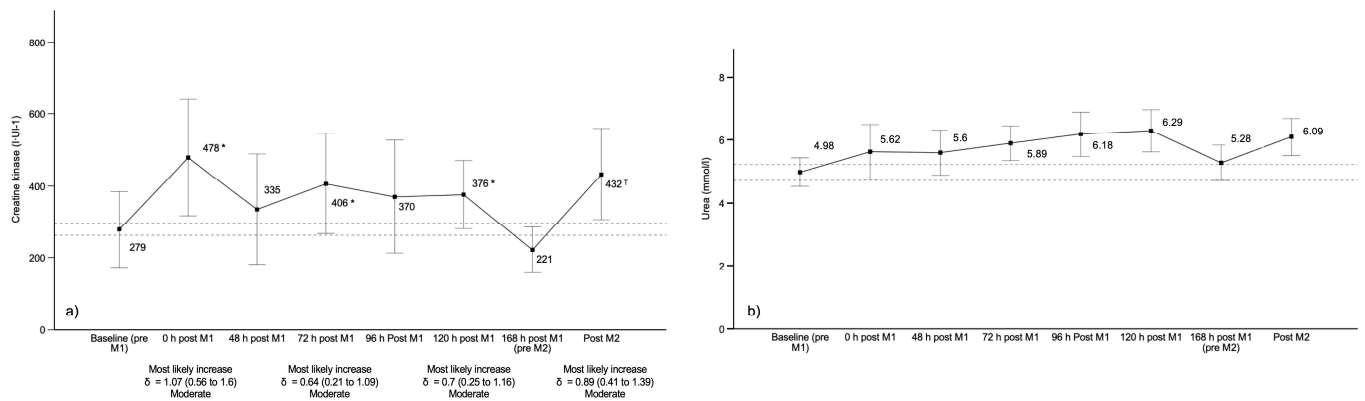 800
600
400
200
0
Creatine kinase (I·UI-1)
279
478 *
335
406 *
370
376 *
221
432 T
a)
Baseline (pre M1)
0 h post M1
48 h post M1
72 h post M1
96 h Post M1
120 h post M1
168 h post M1 (pre M2)
Post M2
Most likely increase
δ = 1.07 (0.56 to 1.6)
Moderate
Most likely increase
δ = 0.64 (0.21 to 1.09)
Moderate
Most likely increase
δ = 0.7 (0.25 to 1.16)
Moderate
Most likely increase
δ = 0.89 (0.41 to 1.39)
Moderate
8
6
4
2
0
Urea (mmol/l)
4.98
5.62
5.6
5.89
6.18
6.29
5.28
6.09
b)
Baseline (pre
M1)
0 h post M1
48 h post M1
72 h post M1
96 h Post M1
120 h post M1
168 h post M1
(pre M2)
Post M2